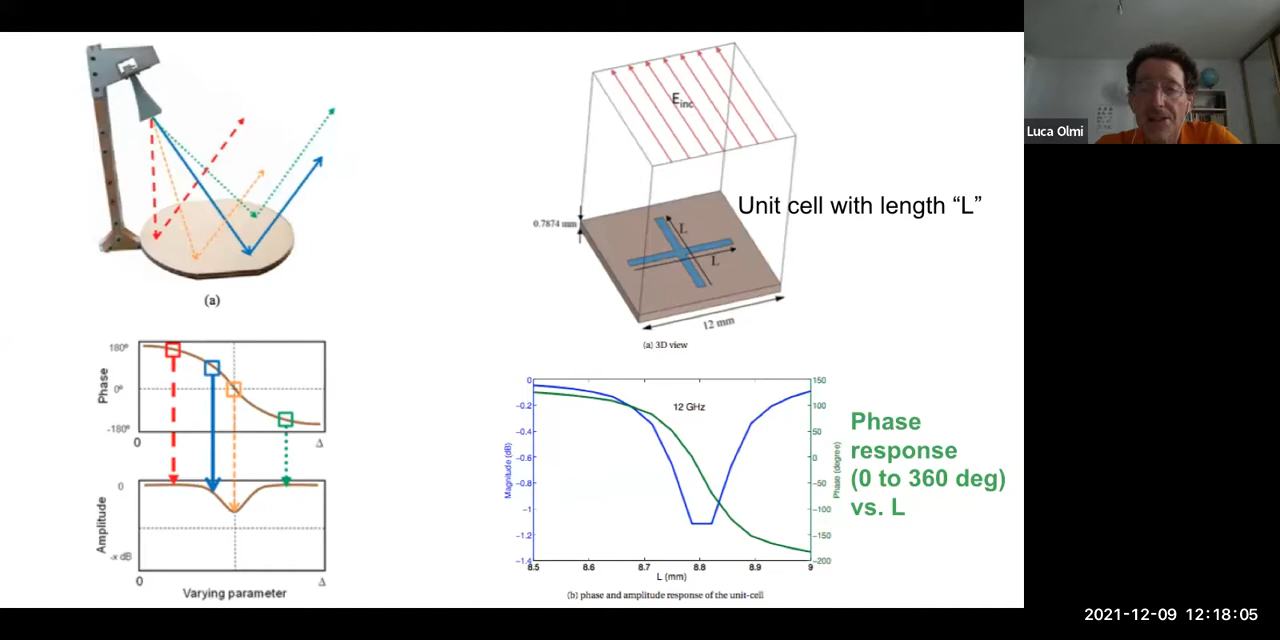 Luca Olmi
E_inc
Unit cell with length “L”
0.7874 mm
L
L
12 mm
(a) 3D view
(a)
180°
Phase
0°
-180°
0
Δ
0
Amplitude
-x dB
0
Δ
Varying parameter
0
−0.2
−0.4
−0.6
−0.8
−1
−1.2
−1.4
Magnitude (dB)
12 GHz
150
100
50
0
−50
−100
−150
−200
Phase (degree)
8.5
8.6
8.7
8.8
8.9
9
L (mm)
(b) phase and amplitude response of the unit-cell
Phase
response
(0 to 360 deg)
vs. L
2021-12-09 12:18:05